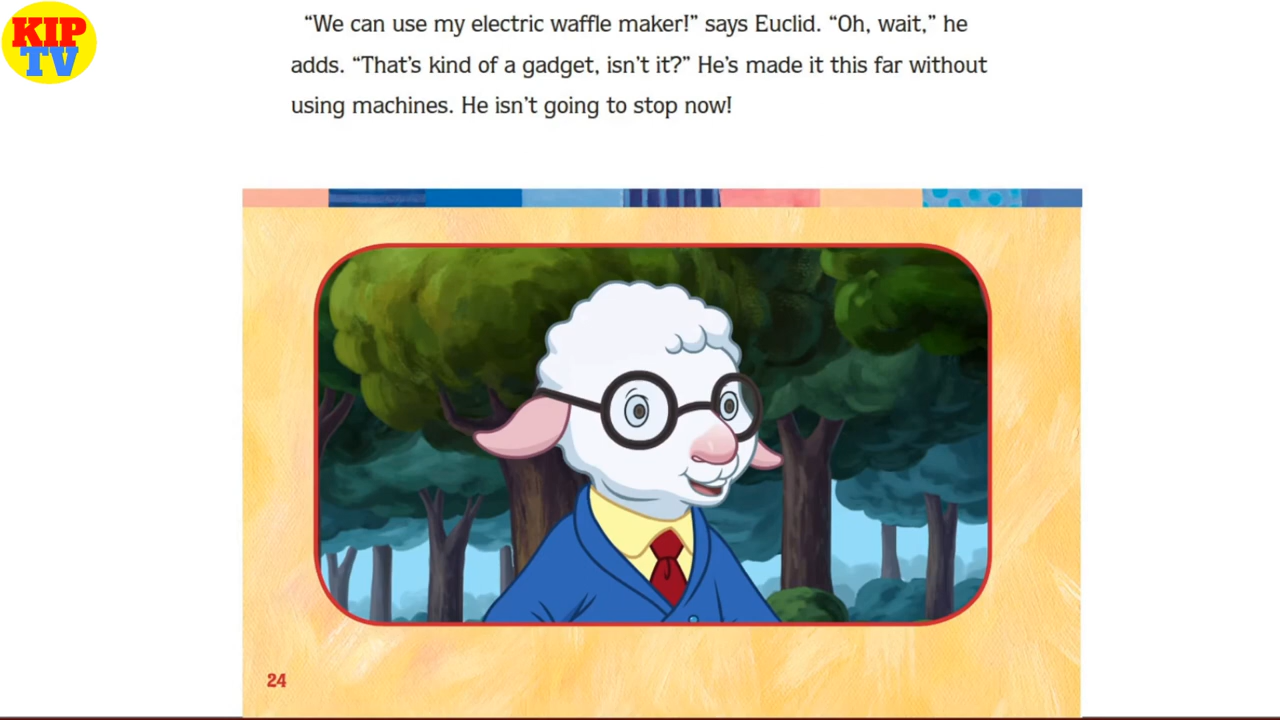 KIP
TV
“We can use my electric waffle maker!” says Euclid. “Oh, wait,” he
adds. “That’s kind of a gadget, isn’t it?” He’s made it this far without
using machines. He isn’t going to stop now!
24